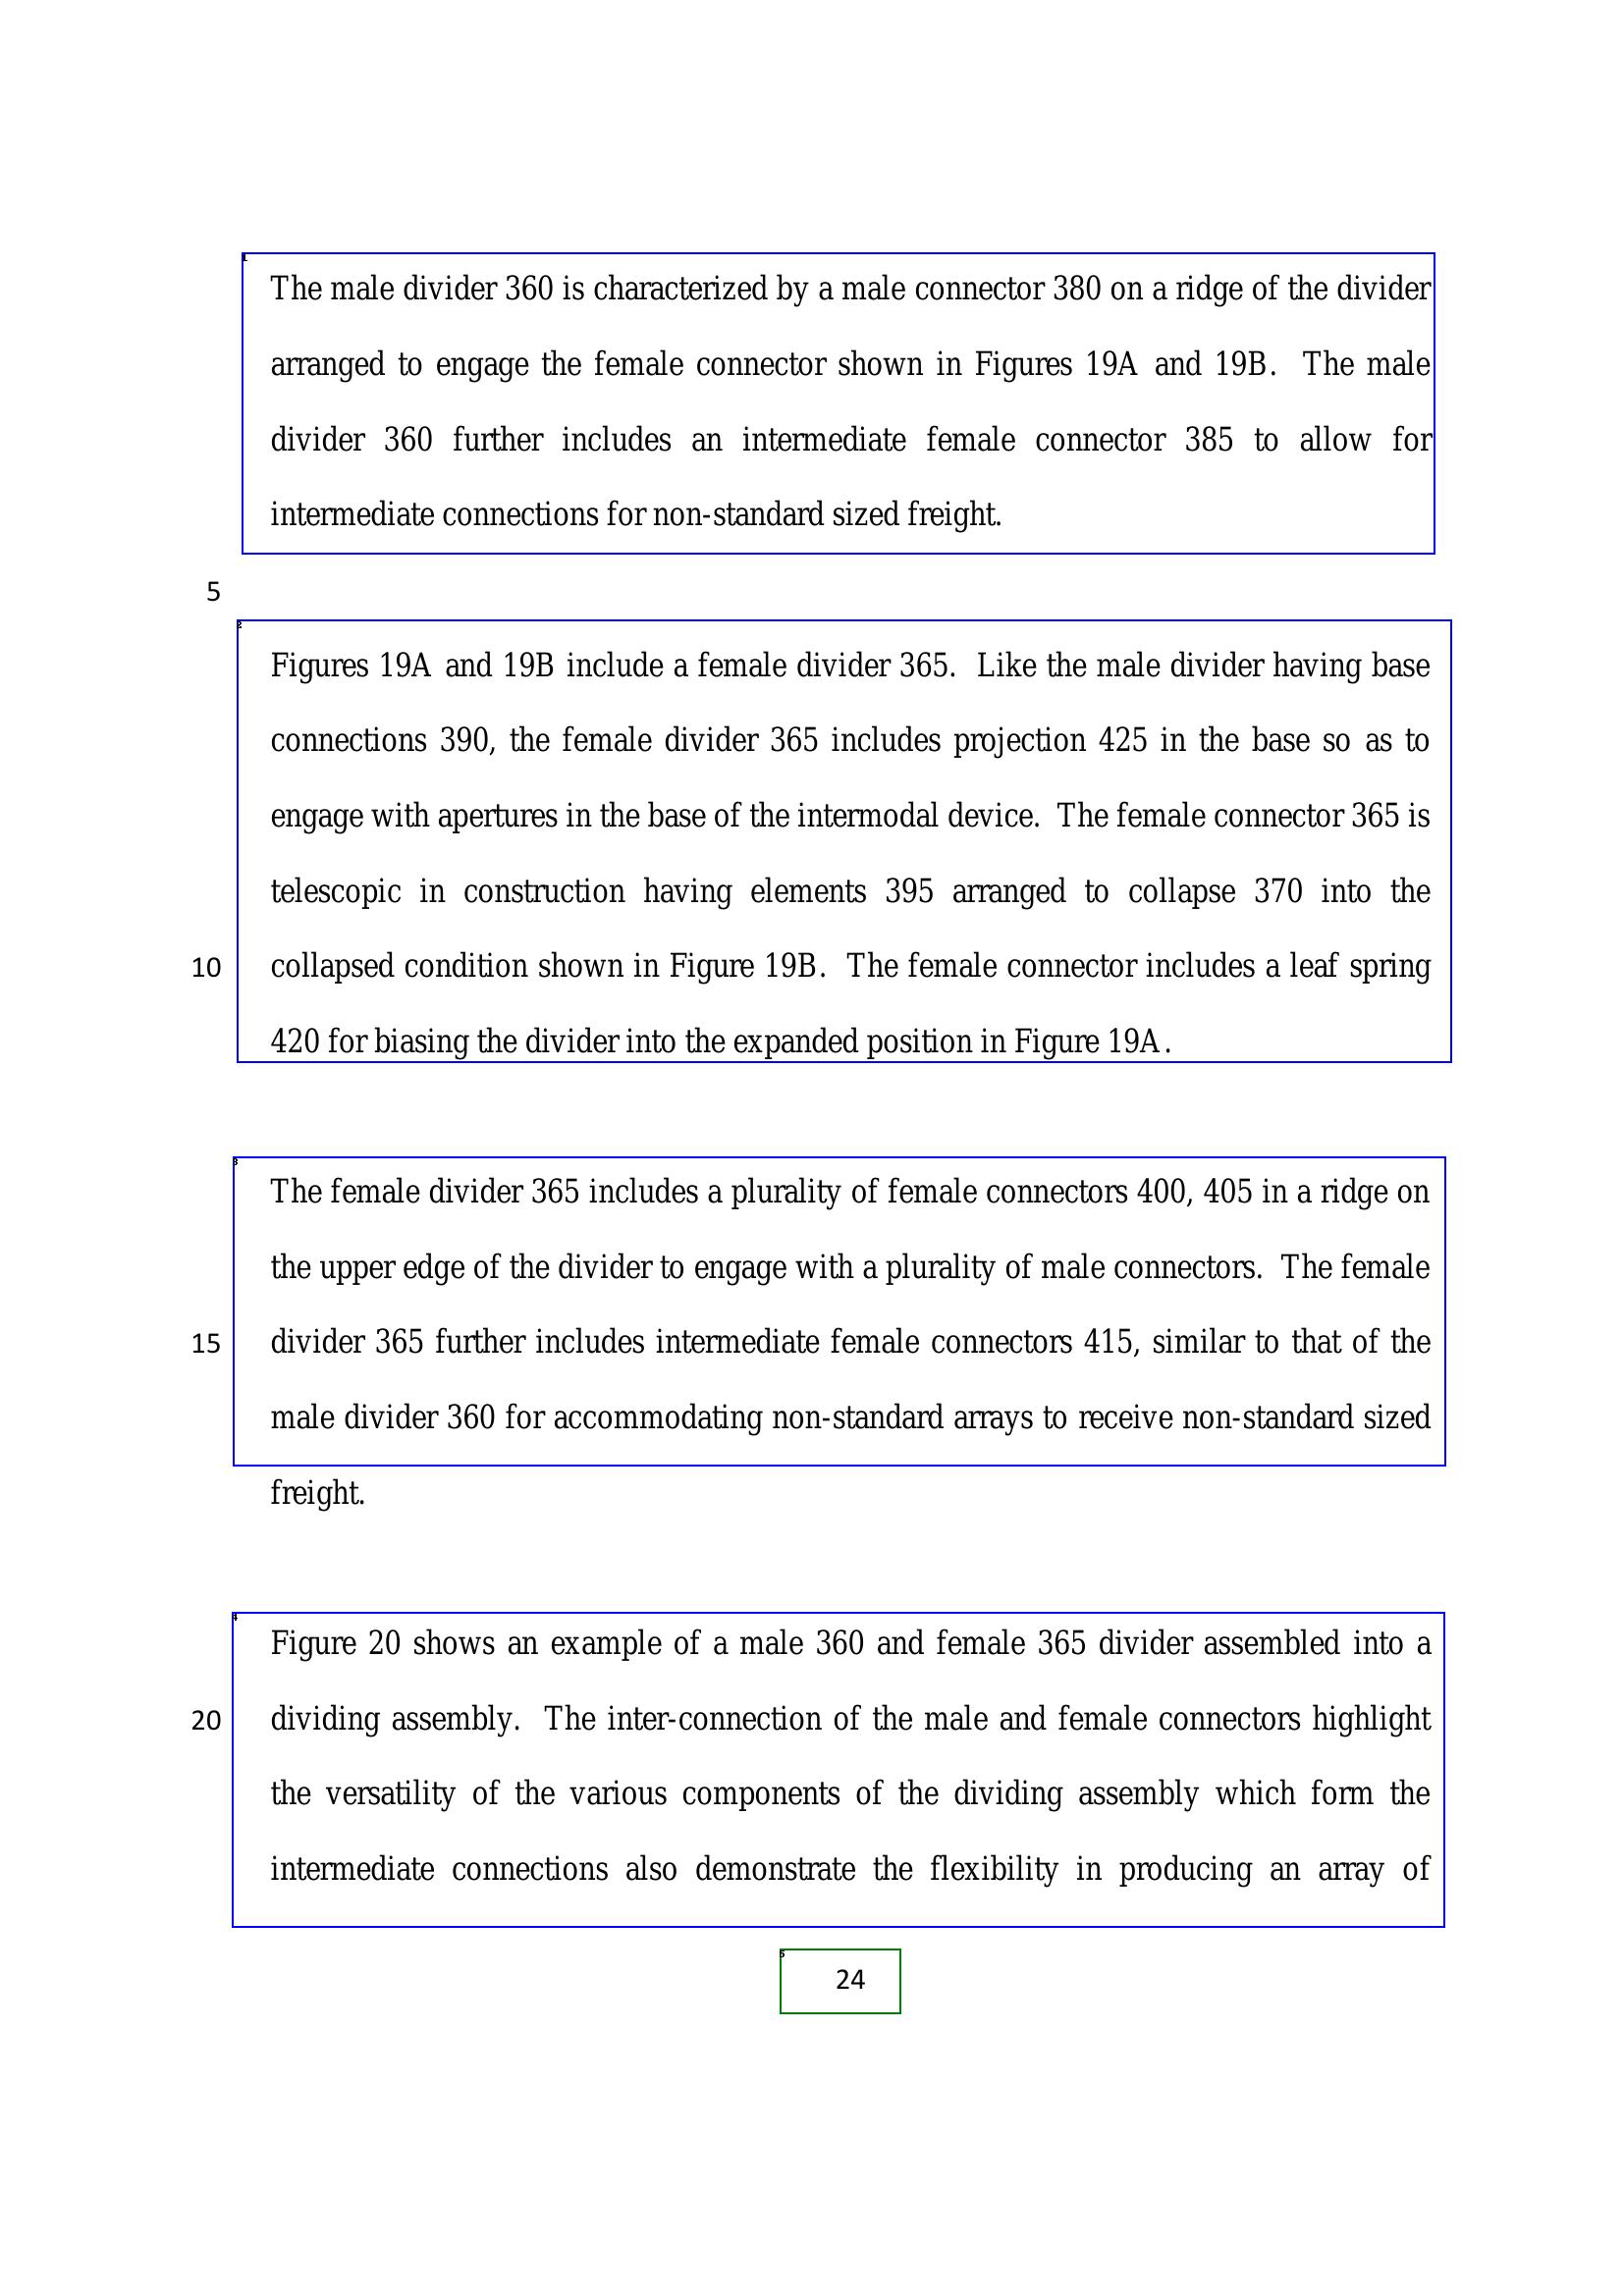 The male divider 360 is characterized by a male connector 380 on a ridge of the divider
arranged to engage the female connector shown in Figures 19A and 19B. The male
divider 360 further includes an intermediate female connector 385 to allow for
intermediate connections for non-standard sized freight.
5
Figures 19A and 19B include a female divider 365. Like the male divider having base
connections 390, the female divider 365 includes projection 425 in the base so as to
engage with apertures in the base of the intermodal device. The female connector 365 is
telescopic in construction having elements 395 arranged to collapse 370 into the
10 collapsed condition shown in Figure 19B. The female connector includes a leaf spring
420 for biasing the divider into the expanded position in Figure 19A.
The female divider 365 includes a plurality of female connectors 400, 405 in a ridge on
the upper edge of the divider to engage with a plurality of male connectors. The female
15 divider 365 further includes intermediate female connectors 415, similar to that of the
male divider 360 for accommodating non-standard arrays to receive non-standard sized
freight.
Figure 20 shows an example of a male 360 and female 365 divider assembled into a
20 dividing assembly. The inter-connection of the male and female connectors highlight
the versatility of the various components of the dividing assembly which form the
intermediate connections also demonstrate the flexibility in producing an array of
24